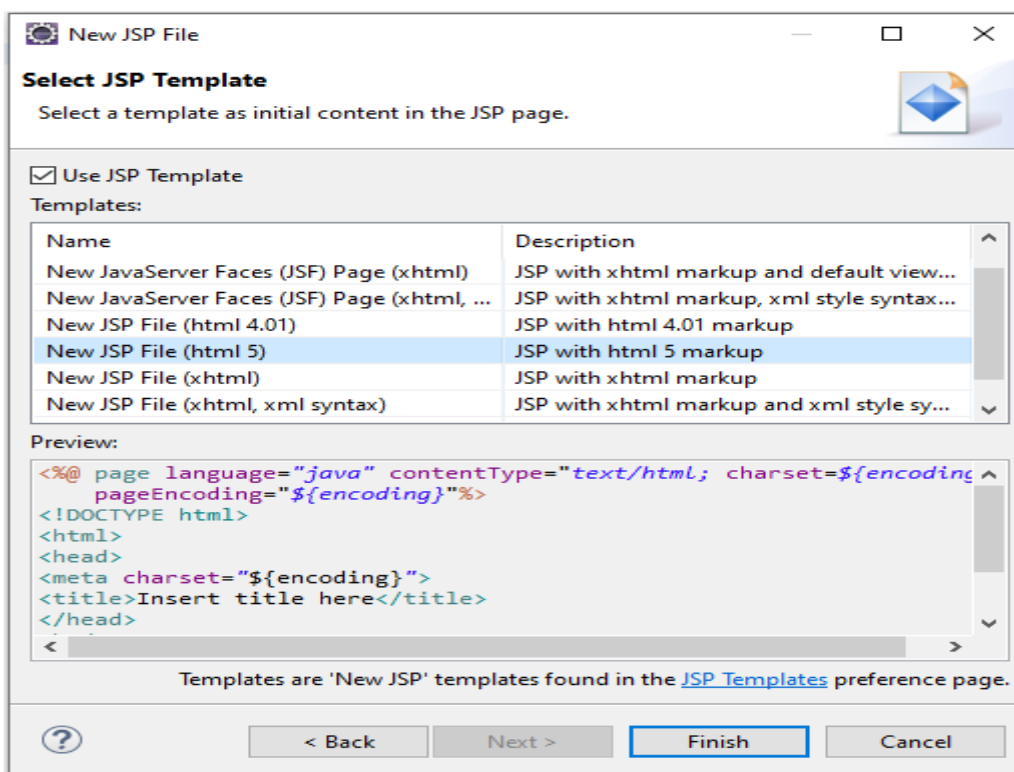 New JSP File
Select JSP Template
Select a template as initial content in the JSP page.
Use JSP Template
Templates:
Name Description
New JavaServer Faces (JSF) Page (xhtml) JSP with xhtml markup and default view...
New JavaServer Faces (JSF) Page (xhtml, ... JSP with xhtml markup, xml style syntax...
New JSP File (html 4.01) JSP with html 4.01 markup
New JSP File (html 5) JSP with html 5 markup
New JSP File (xhtml) JSP with xhtml markup
New JSP File (xhtml, xml syntax) JSP with xhtml markup and xml style sy...
Preview:
<%@ page language="java" contentType="text/html; charset=${encoding
pageEncoding="${encoding}"%>
<!DOCTYPE html>
<html>
<head>
<meta charset="${encoding}">
<title>Insert title here</title>
</head>
Templates are 'New JSP' templates found in the JSP Templates preference page.
? < Back Next > Finish Cancel